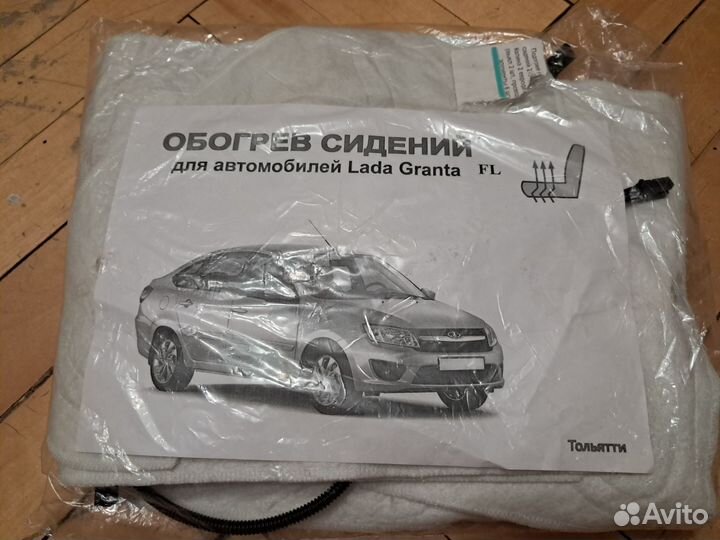 ОБОГРЕВ СИДЕНИЙ
для автомобилей Lada Granta FL
Тольятти
Avito